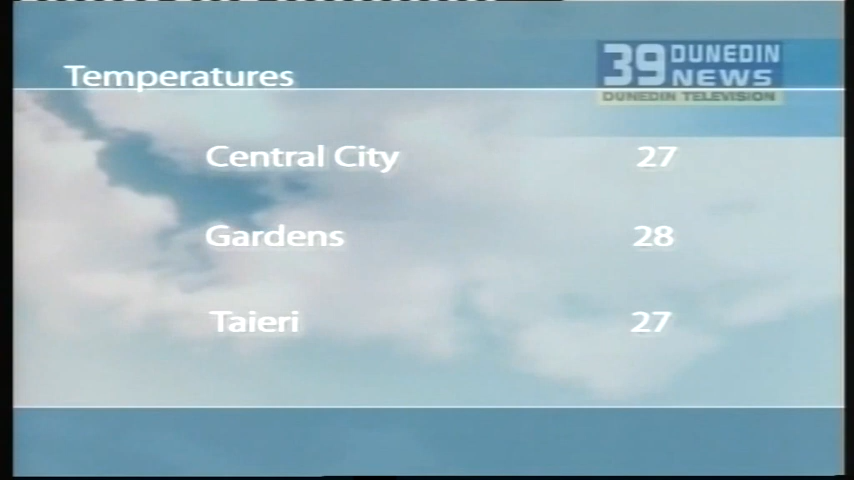 Temperatures
39 DUNEDIN
NEWS
DUNEDIN TELEVISION
Central City 27
Gardens 28
Taieri 27